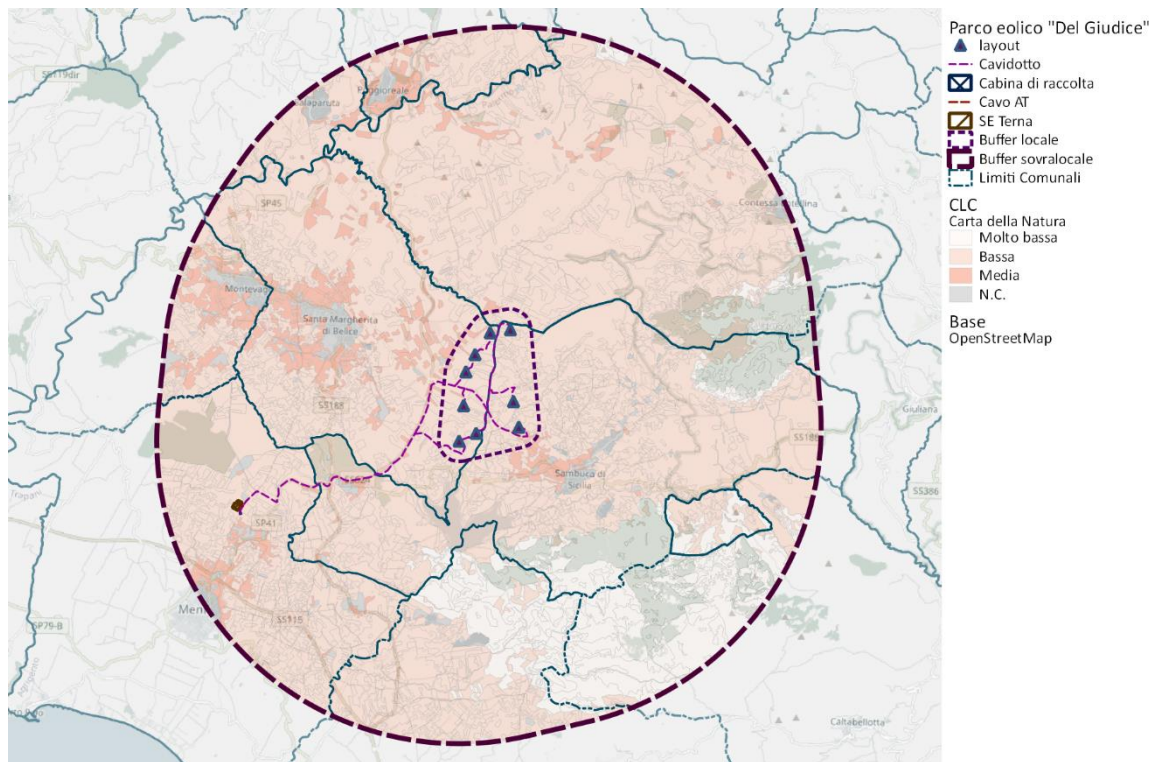 Parco eolico "Del Giudice"
layout
Cavidotto
Cabina di raccolta
Cavo AT
SE Terna
Buffer locale
Buffer sovralocale
Limiti Comunali
CLC
Carta della Natura
Molto bassa
Bassa
Media
N.C.
Base
OpenStreetMap
SS119dir
Poggioreale
Salaparuta
SP45
Contessa Entellina
Montevag
Santa Margherita
di Belice
Giuliana
SS188
SS188
Sambuca di
Sicilia
SS386
SP41
Menfi
SS115
SP79-B
Caltabellotta